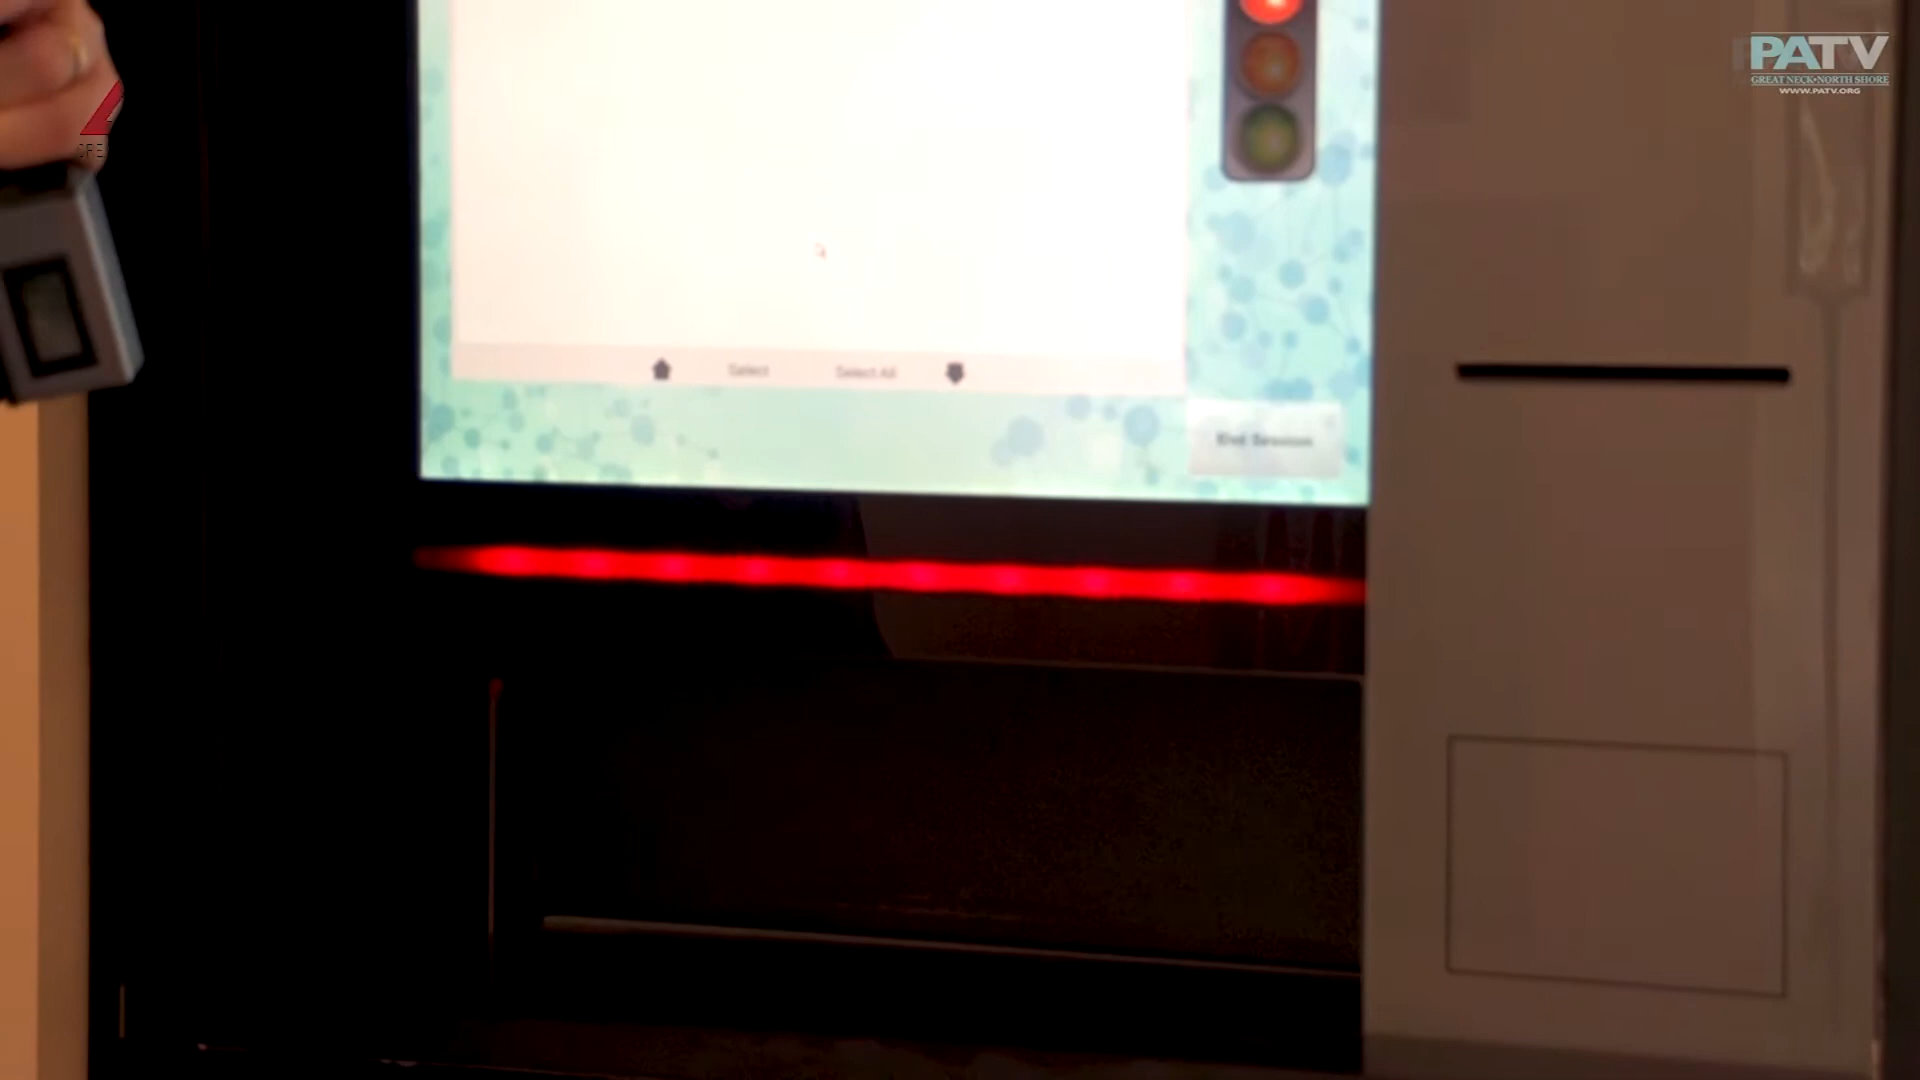 PATV
GREAT NECK•NORTH SHORE
WWW.PATV.ORG
Select
Select All
End Session